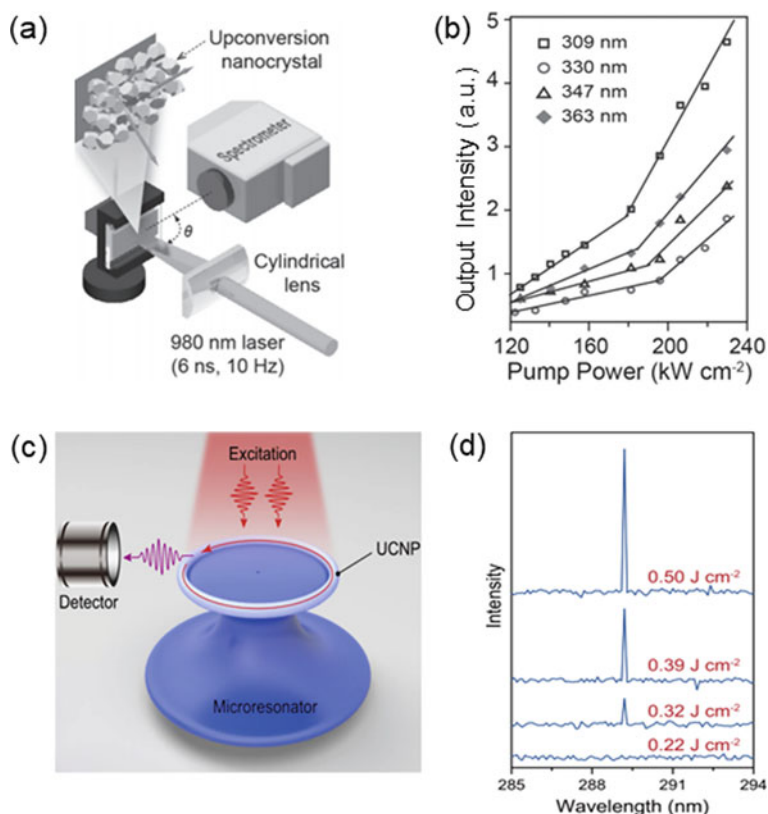 (a)
Upconversion
nanocrystal
Spectrometer
θ
Cylindrical
lens
980 nm laser
(6 ns, 10 Hz)
(b)
309 nm
330 nm
347 nm
363 nm
Output Intensity (a.u.)
5
4
3
2
1
120
160
200
240
Pump Power (kW cm⁻²)
(c)
Excitation
UCNP
Detector
Microresonator
(d)
Intensity
0.50 J cm⁻²
0.39 J cm⁻²
0.32 J cm⁻²
0.22 J cm⁻²
285
288
291
294
Wavelength (nm)